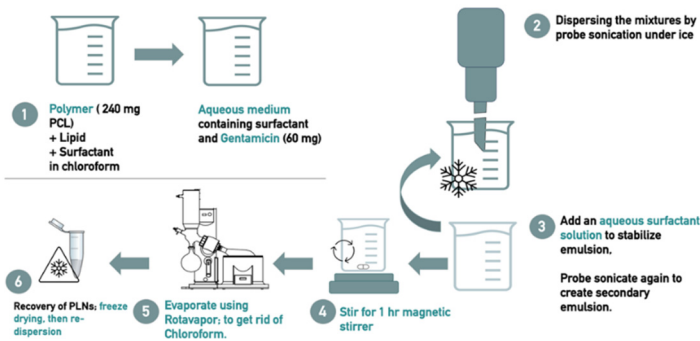 1
Polymer ( 240 mg
PCL)
+ Lipid
+ Surfactant
in chloroform
Aqueous medium
containing surfactant
and Gentamicin (60 mg)
2
Dispersing the mixtures by
probe sonication under ice
3
Add an aqueous surfactant
solution to stabilize
emulsion.
Probe sonicate again to
create secondary
emulsion.
4
Stir for 1 hr magnetic
stirrer
5
Evaporate using
Rotavapor; to get rid of
Chloroform.
6
Recovery of PLNs; freeze
drying, then re-
dispersion